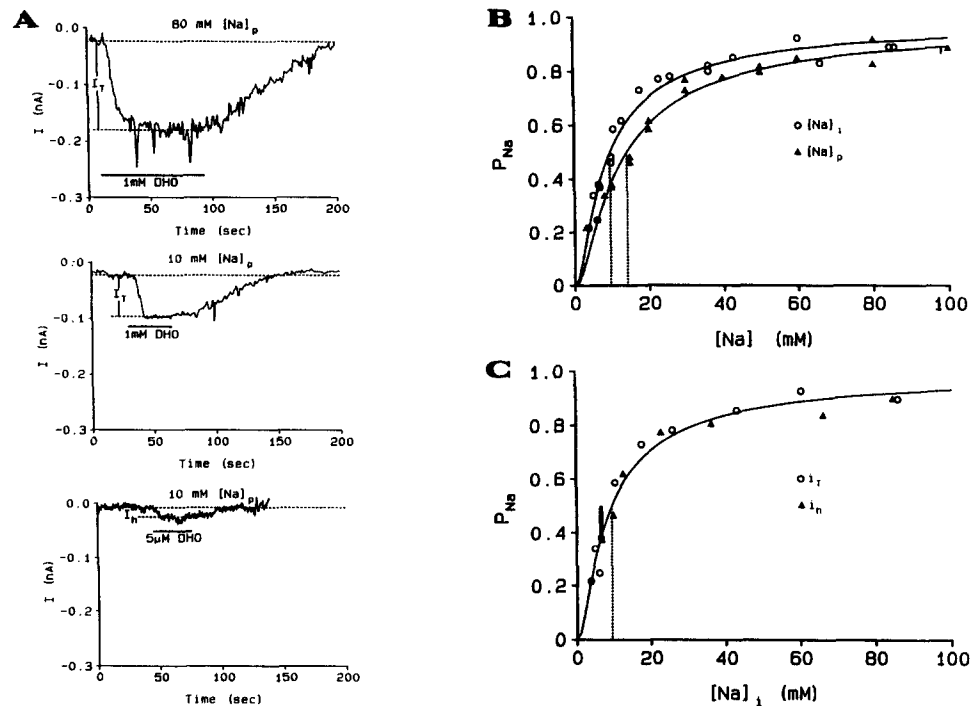 A
80 mM [Na]p
0.0
-0.1
-0.2
-0.3
I (nA)
IT
1mM DHO
0 50 100 150 200
Time (sec)
10 mM [Na]p
0.0
-0.1
-0.2
-0.3
I (nA)
IT
1mM DHO
0 50 100 150 200
Time (sec)
10 mM [Na]p
0.0
-0.1
-0.2
-0.3
I (nA)
Ih
5µM DHO
0 50 100 150 200
Time (sec)
B
1.0
0.8
0.6
0.4
0.2
0
PNa
[Na]i
[Na]p
0 20 40 60 80 100
[Na] (mM)
C
1.0
0.8
0.6
0.4
0.2
0
PNa
iT
ih
0 20 40 60 80 100
[Na]i (mM)